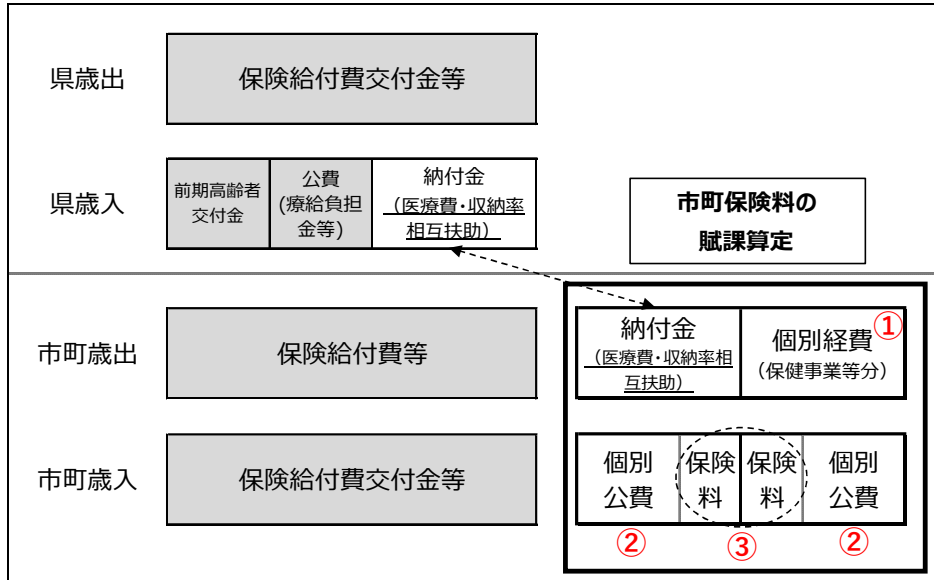 県歳出
保険給付費交付金等
県歳入
前期高齢者
交付金
公費
(療給負担
金等)
納付金
（医療費・収納率
相互扶助）
市町保険料の
賦課算定
市町歳出
保険給付費等
納付金
（医療費・収納率相
互扶助）
個別経費
（保健事業等分）
①
市町歳入
保険給付費交付金等
個別
公費
保険
料
保険
料
個別
公費
②
③
②